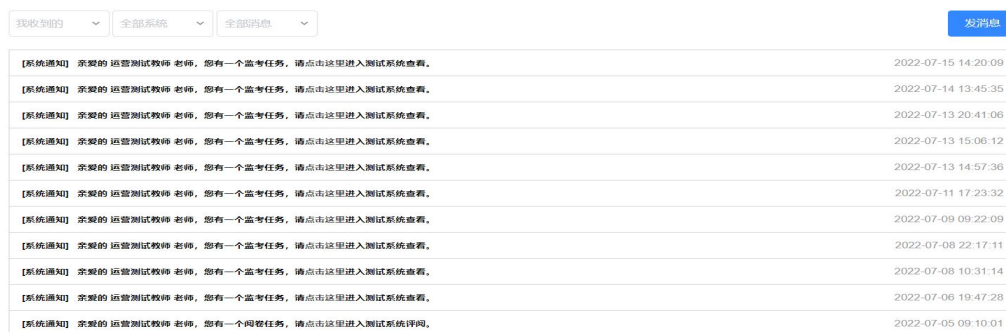 我收到的 全部系统 全部消息 发消息
[系统通知] 亲爱的 运营测试教师 老师，您有一个监考任务，请点击这里进入测试系统查看。 2022-07-15 14:20:09
[系统通知] 亲爱的 运营测试教师 老师，您有一个监考任务，请点击这里进入测试系统查看。 2022-07-14 13:45:35
[系统通知] 亲爱的 运营测试教师 老师，您有一个监考任务，请点击这里进入测试系统查看。 2022-07-13 20:41:06
[系统通知] 亲爱的 运营测试教师 老师，您有一个监考任务，请点击这里进入测试系统查看。 2022-07-13 15:06:12
[系统通知] 亲爱的 运营测试教师 老师，您有一个监考任务，请点击这里进入测试系统查看。 2022-07-13 14:57:36
[系统通知] 亲爱的 运营测试教师 老师，您有一个监考任务，请点击这里进入测试系统查看。 2022-07-11 17:23:32
[系统通知] 亲爱的 运营测试教师 老师，您有一个监考任务，请点击这里进入测试系统查看。 2022-07-09 09:22:09
[系统通知] 亲爱的 运营测试教师 老师，您有一个监考任务，请点击这里进入测试系统查看。 2022-07-08 22:17:11
[系统通知] 亲爱的 运营测试教师 老师，您有一个监考任务，请点击这里进入测试系统查看。 2022-07-08 10:31:14
[系统通知] 亲爱的 运营测试教师 老师，您有一个监考任务，请点击这里进入测试系统查看。 2022-07-06 19:47:28
[系统通知] 亲爱的 运营测试教师 老师，您有一个阅卷任务，请点击这里进入测试系统评阅。 2022-07-05 09:10:01